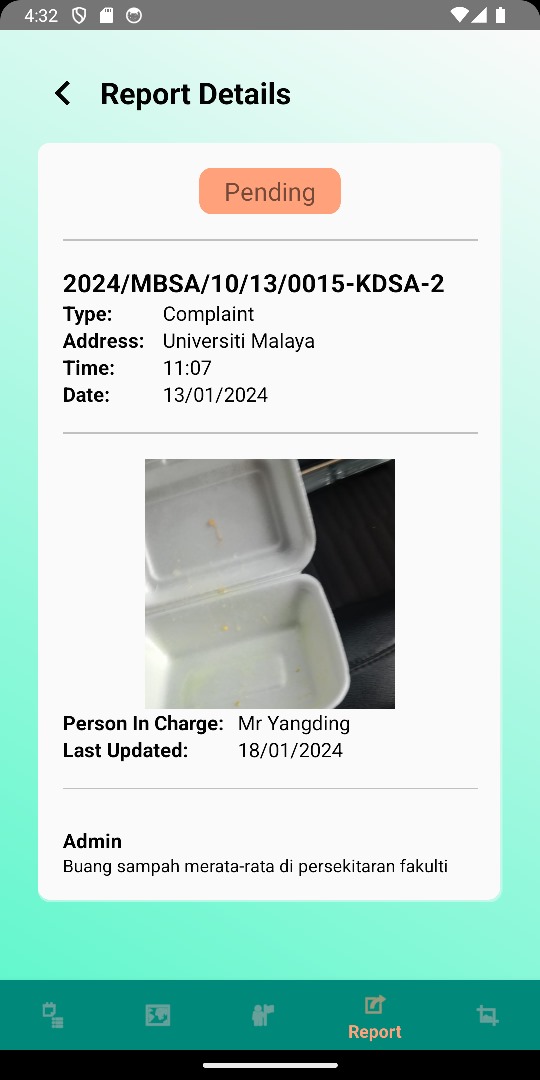 4:32
Report Details
Pending
2024/MBSA/10/13/0015-KDSA-2
Type: Complaint
Address: Universiti Malaya
Time: 11:07
Date: 13/01/2024
Person In Charge: Mr Yangding
Last Updated: 18/01/2024
Admin
Buang sampah merata-rata di persekitaran fakulti
Report